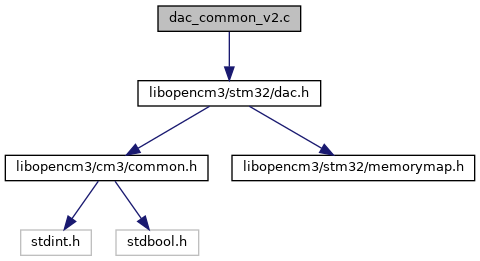 dac_common_v2.c
libopencm3/stm32/dac.h
libopencm3/cm3/common.h
libopencm3/stm32/memorymap.h
stdint.h
stdbool.h